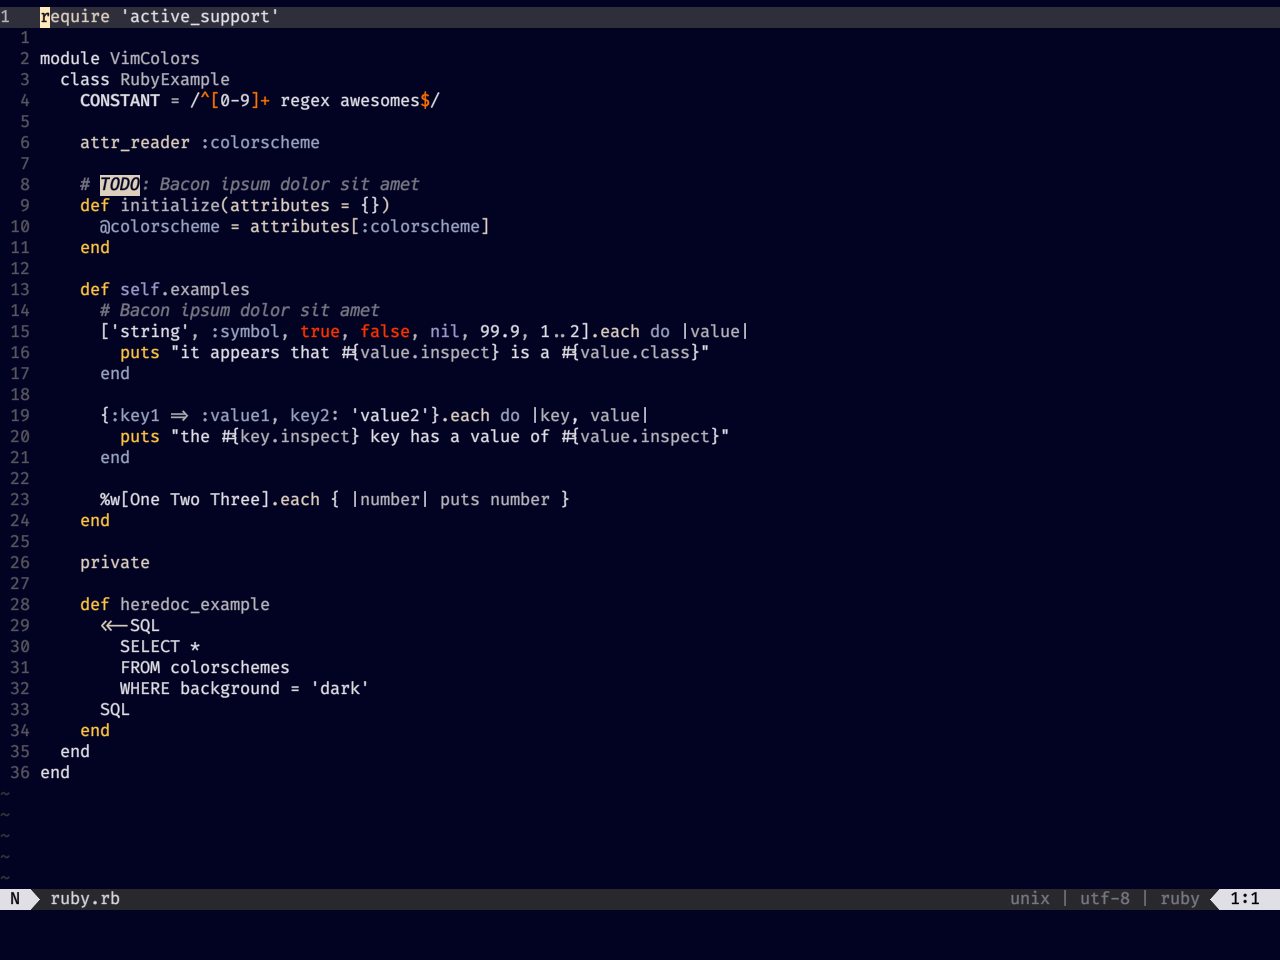 1   require 'active_support'
  1
  2 module VimColors
  3   class RubyExample
  4     CONSTANT = /^[0-9]+ regex awesomes$/
  5
  6     attr_reader :colorscheme
  7
  8     # TODO: Bacon ipsum dolor sit amet
  9     def initialize(attributes = {})
 10       @colorscheme = attributes[:colorscheme]
 11     end
 12
 13     def self.examples
 14       # Bacon ipsum dolor sit amet
 15       ['string', :symbol, true, false, nil, 99.9, 1..2].each do |value|
 16         puts "it appears that #{value.inspect} is a #{value.class}"
 17       end
 18
 19       {:key1 => :value1, key2: 'value2'}.each do |key, value|
 20         puts "the #{key.inspect} key has a value of #{value.inspect}"
 21       end
 22
 23       %w[One Two Three].each { |number| puts number }
 24     end
 25
 26     private
 27
 28     def heredoc_example
 29       <<-SQL
 30         SELECT *
 31         FROM colorschemes
 32         WHERE background = 'dark'
 33       SQL
 34     end
 35   end
 36 end
~
~
~
~
~
N ruby.rb unix | utf-8 | ruby 1:1